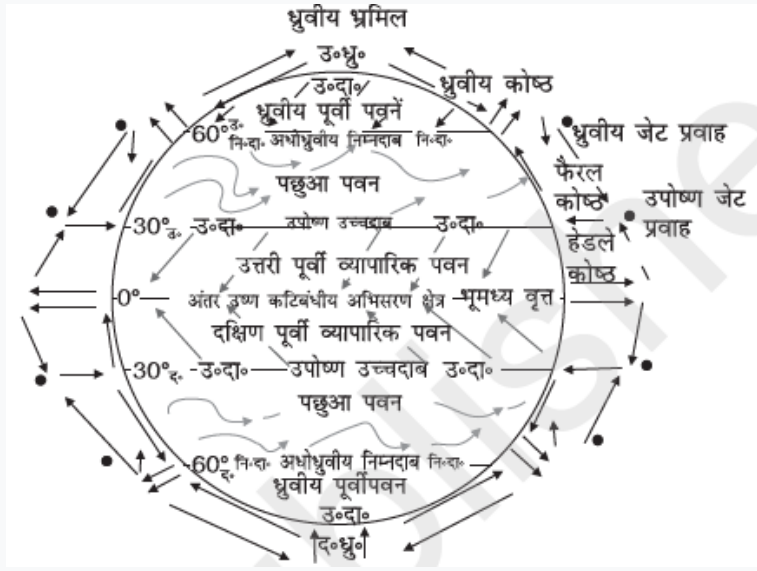 ध्रुवीय भ्रमिल
उ॰ध्रु॰
उ॰दा॰
ध्रुवीय कोष्ठ
ध्रुवीय पूर्वी पवनें
60° उ॰
ध्रुवीय जेट प्रवाह
नि॰दा॰ अधोध्रुवीय निम्नदाब नि॰दा॰
फैरल कोष्ठ
पछुआ पवन
उपोष्ण जेट प्रवाह
30° उ॰ उ॰दा॰ उपोष्ण उच्चदाब उ॰दा॰
हेडले कोष्ठ
उत्तरी पूर्वी व्यापारिक पवन
0° अंतर उष्ण कटिबंधीय अभिसरण क्षेत्र भूमध्य वृत्त
दक्षिण पूर्वी व्यापारिक पवन
30° द॰ उ॰दा॰ उपोष्ण उच्चदाब उ॰दा॰
पछुआ पवन
60° द॰ नि॰दा॰ अधोध्रुवीय निम्नदाब नि॰दा॰
ध्रुवीय पूर्वीपवन
उ॰दा॰
द॰ध्रु॰